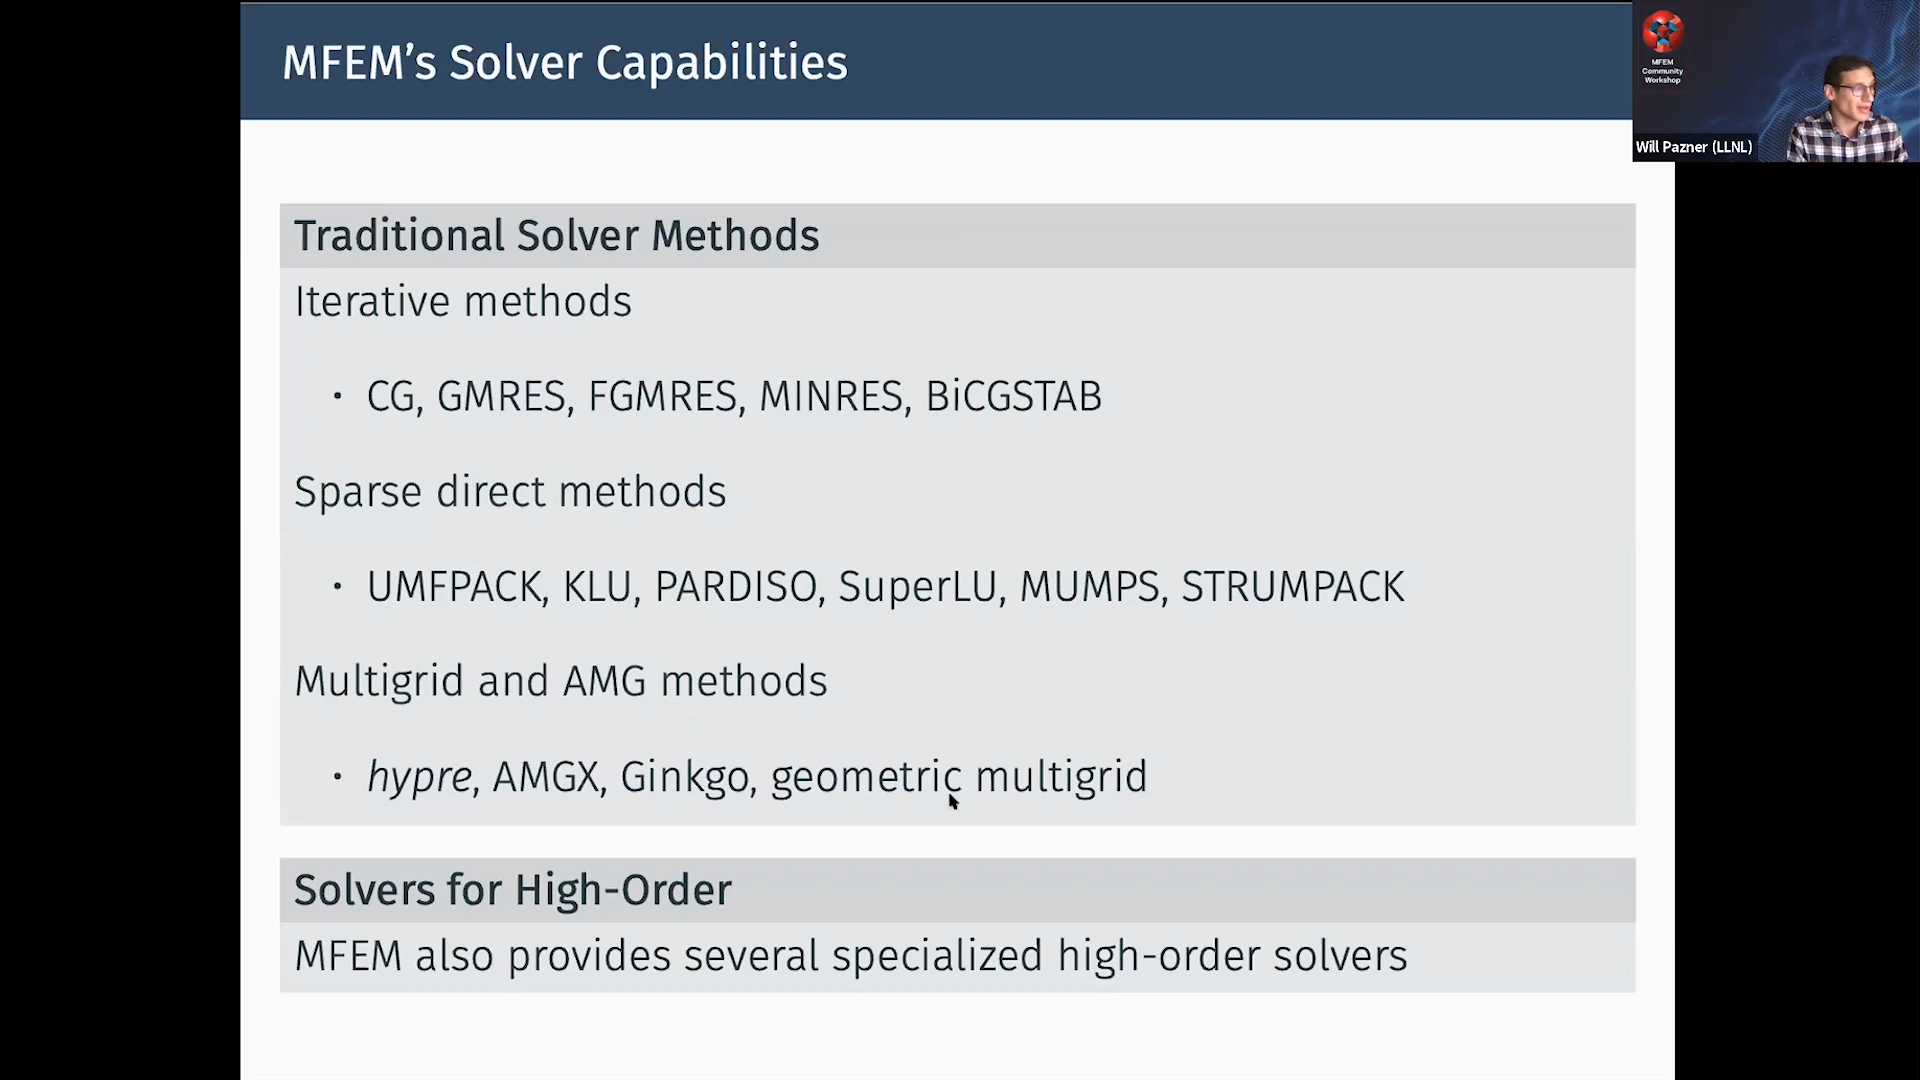 MFEM's Solver Capabilities
MFEM
Community
Workshop
Will Pazner (LLNL)
Traditional Solver Methods
Iterative methods
· CG, GMRES, FGMRES, MINRES, BiCGSTAB
Sparse direct methods
· UMFPACK, KLU, PARDISO, SuperLU, MUMPS, STRUMPACK
Multigrid and AMG methods
· hypre, AMGX, Ginkgo, geometric multigrid
Solvers for High-Order
MFEM also provides several specialized high-order solvers